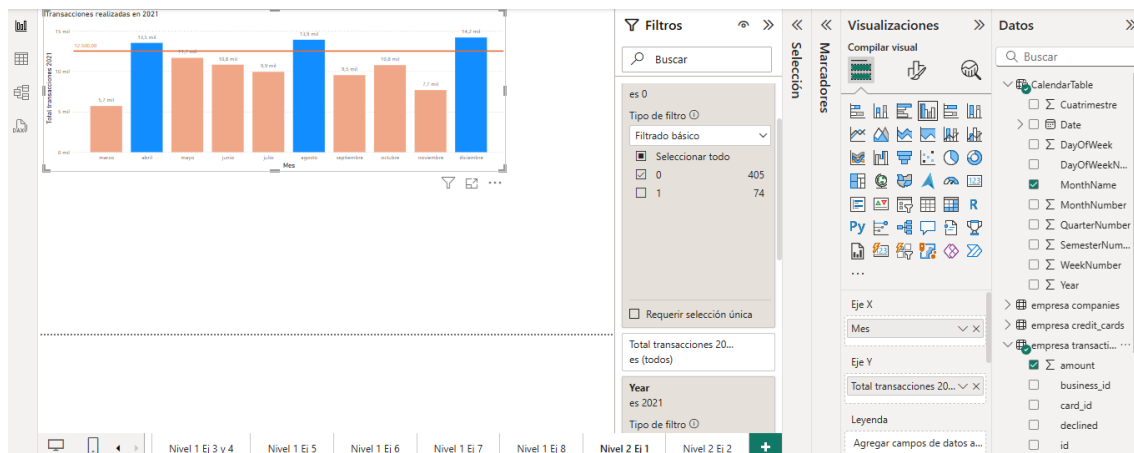 Transacciones realizadas en 2021
Total transacciones 2021
15 mil
10 mil
5 mil
0 mil
12.500,00
5,7 mil
13,5 mil
11,7 mil
10,8 mil
9,9 mil
13,9 mil
9,5 mil
10,8 mil
7,7 mil
14,2 mil
marzo
abril
mayo
junio
julio
agosto
septiembre
octubre
noviembre
diciembre
Mes
Filtros
Buscar
es 0
Tipo de filtro
Filtrado básico
Seleccionar todo
0 405
1 74
Requerir selección única
Total transacciones 20...
es (todos)
Year
es 2021
Tipo de filtro
Selección
Marcadores
Visualizaciones
Compilar visual
123
R
Py
...
Eje X
Mes
Eje Y
Total transacciones 20...
Leyenda
Agregar campos de datos a...
Datos
Buscar
CalendarTable
Cuatrimestre
Date
DayOfWeek
DayOfWeekN...
MonthName
MonthNumber
QuarterNumber
SemesterNum...
WeekNumber
Year
empresa companies
empresa credit_cards
empresa transacti...
amount
business_id
card_id
declined
id
Nivel 1 Ej 3 y 4
Nivel 1 Ej 5
Nivel 1 Ej 6
Nivel 1 Ej 7
Nivel 1 Ej 8
Nivel 2 Ej 1
Nivel 2 Ej 2
+